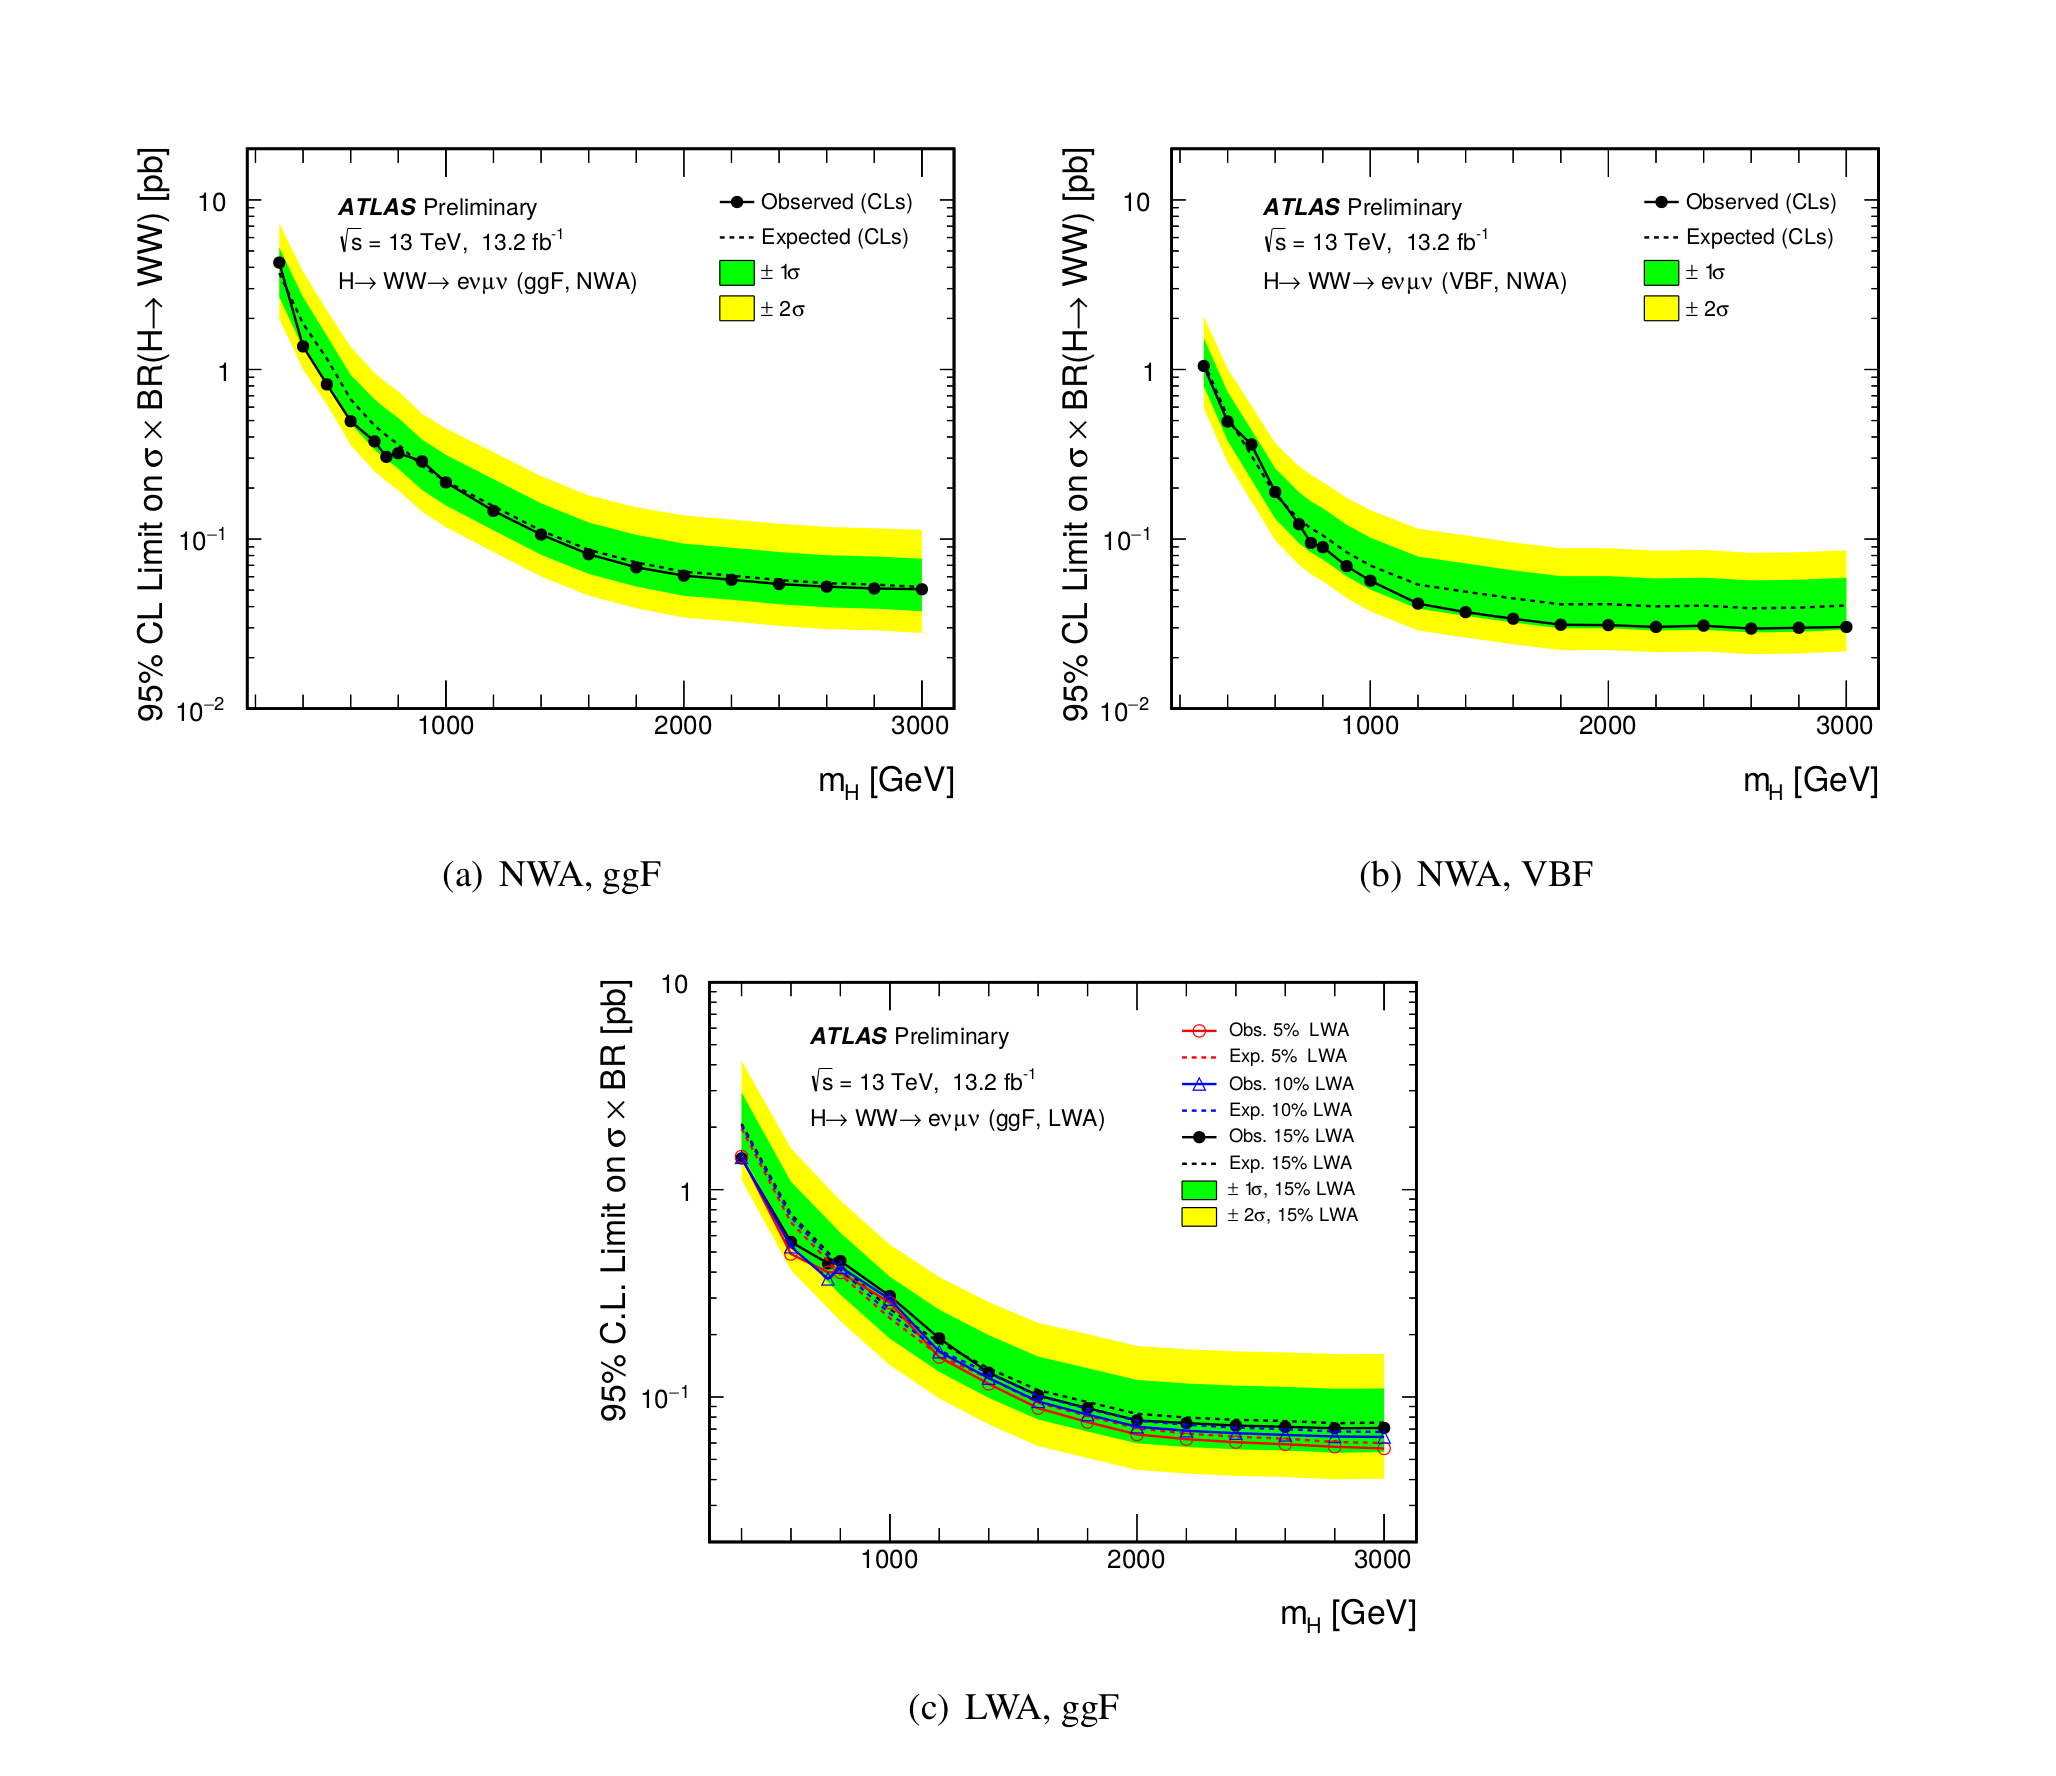 95% CL Limit on σ × BR(H→ WW) [pb]
10
1
10⁻¹
10⁻²
ATLAS Preliminary
√s = 13 TeV, 13.2 fb⁻¹
H→ WW→ eνμν (ggF, NWA)
Observed (CLs)
Expected (CLs)
± 1σ
± 2σ
1000 2000 3000
m_H [GeV]
(a) NWA, ggF
95% CL Limit on σ × BR(H→ WW) [pb]
10
1
10⁻¹
10⁻²
ATLAS Preliminary
√s = 13 TeV, 13.2 fb⁻¹
H→ WW→ eνμν (VBF, NWA)
Observed (CLs)
Expected (CLs)
± 1σ
± 2σ
1000 2000 3000
m_H [GeV]
(b) NWA, VBF
95% C.L. Limit on σ × BR [pb]
10
1
10⁻¹
ATLAS Preliminary
√s = 13 TeV, 13.2 fb⁻¹
H→ WW→ eνμν (ggF, LWA)
Obs. 5% LWA
Exp. 5% LWA
Obs. 10% LWA
Exp. 10% LWA
Obs. 15% LWA
Exp. 15% LWA
± 1σ, 15% LWA
± 2σ, 15% LWA
1000 2000 3000
m_H [GeV]
(c) LWA, ggF